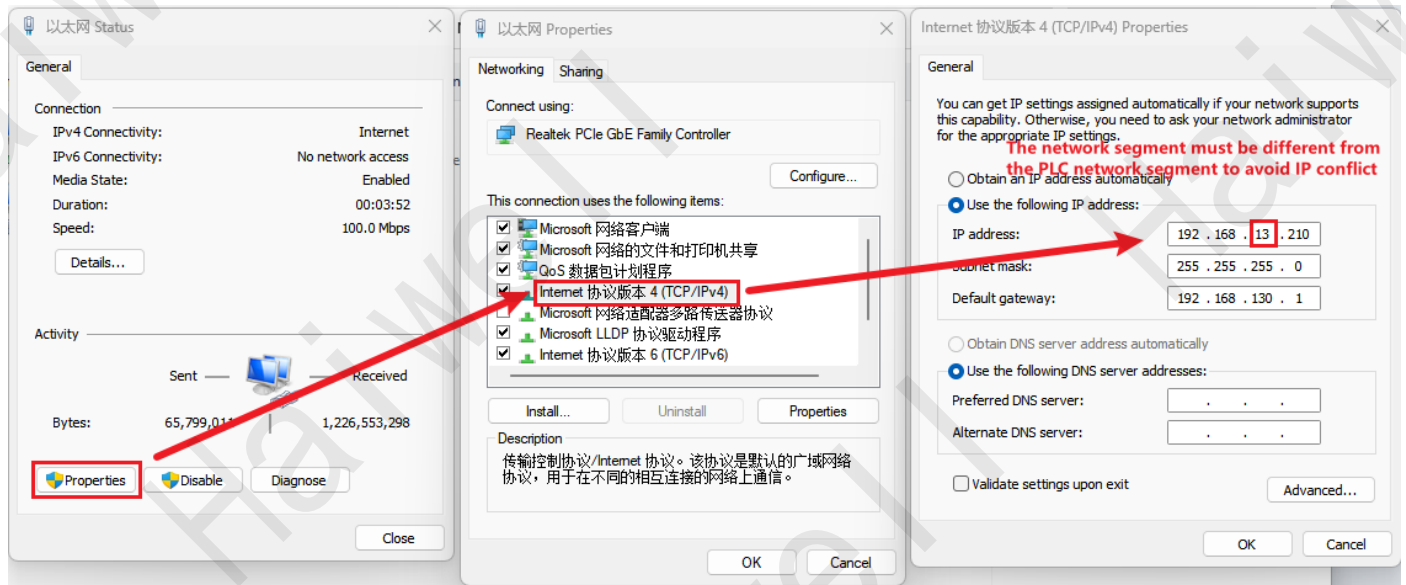 以太网 Status
General
Connection
IPv4 Connectivity: Internet
IPv6 Connectivity: No network access
Media State: Enabled
Duration: 00:03:52
Speed: 100.0 Mbps
Details...
Activity
Sent Received
Bytes: 65,799,011 1,226,553,298
Properties Disable Diagnose
Close
以太网 Properties
Networking Sharing
Connect using:
Realtek PCIe GbE Family Controller
Configure...
This connection uses the following items:
Microsoft 网络客户端
Microsoft 网络的文件和打印机共享
QoS 数据包计划程序
Internet 协议版本 4 (TCP/IPv4)
Microsoft 网络适配器多路传送器协议
Microsoft LLDP 协议驱动程序
Internet 协议版本 6 (TCP/IPv6)
Install... Uninstall Properties
Description
传输控制协议/Internet 协议。该协议是默认的广域网络
协议，用于在不同的相互连接的网络上通信。
OK Cancel
Internet 协议版本 4 (TCP/IPv4) Properties
General
You can get IP settings assigned automatically if your network supports
this capability. Otherwise, you need to ask your network administrator
for the appropriate IP settings.
The network segment must be different from
the PLC network segment to avoid IP conflict
Obtain an IP address automatically
Use the following IP address:
IP address: 192 . 168 . 13 . 210
Subnet mask: 255 . 255 . 255 . 0
Default gateway: 192 . 168 . 130 . 1
Obtain DNS server address automatically
Use the following DNS server addresses:
Preferred DNS server: . . .
Alternate DNS server: . . .
Validate settings upon exit
Advanced...
OK Cancel
Haiwell